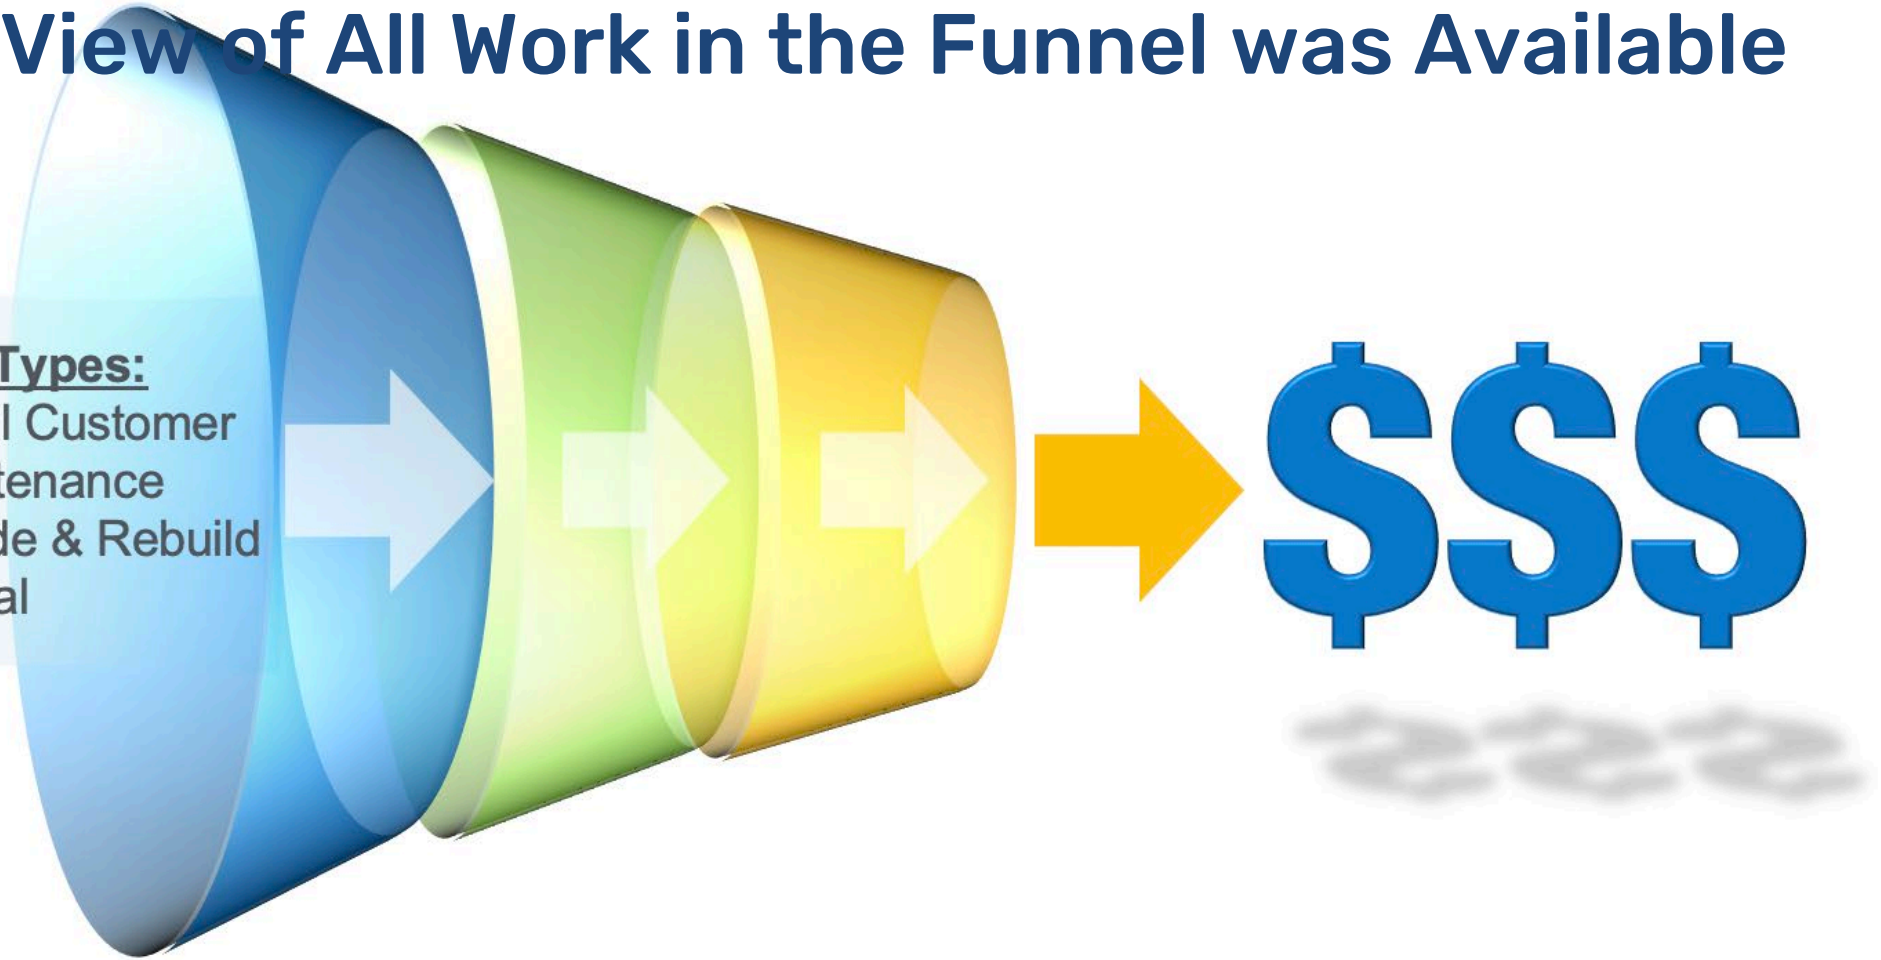 View of All Work in the Funnel was Available
Types:
l Customer
tenance
de & Rebuild
al
$$$